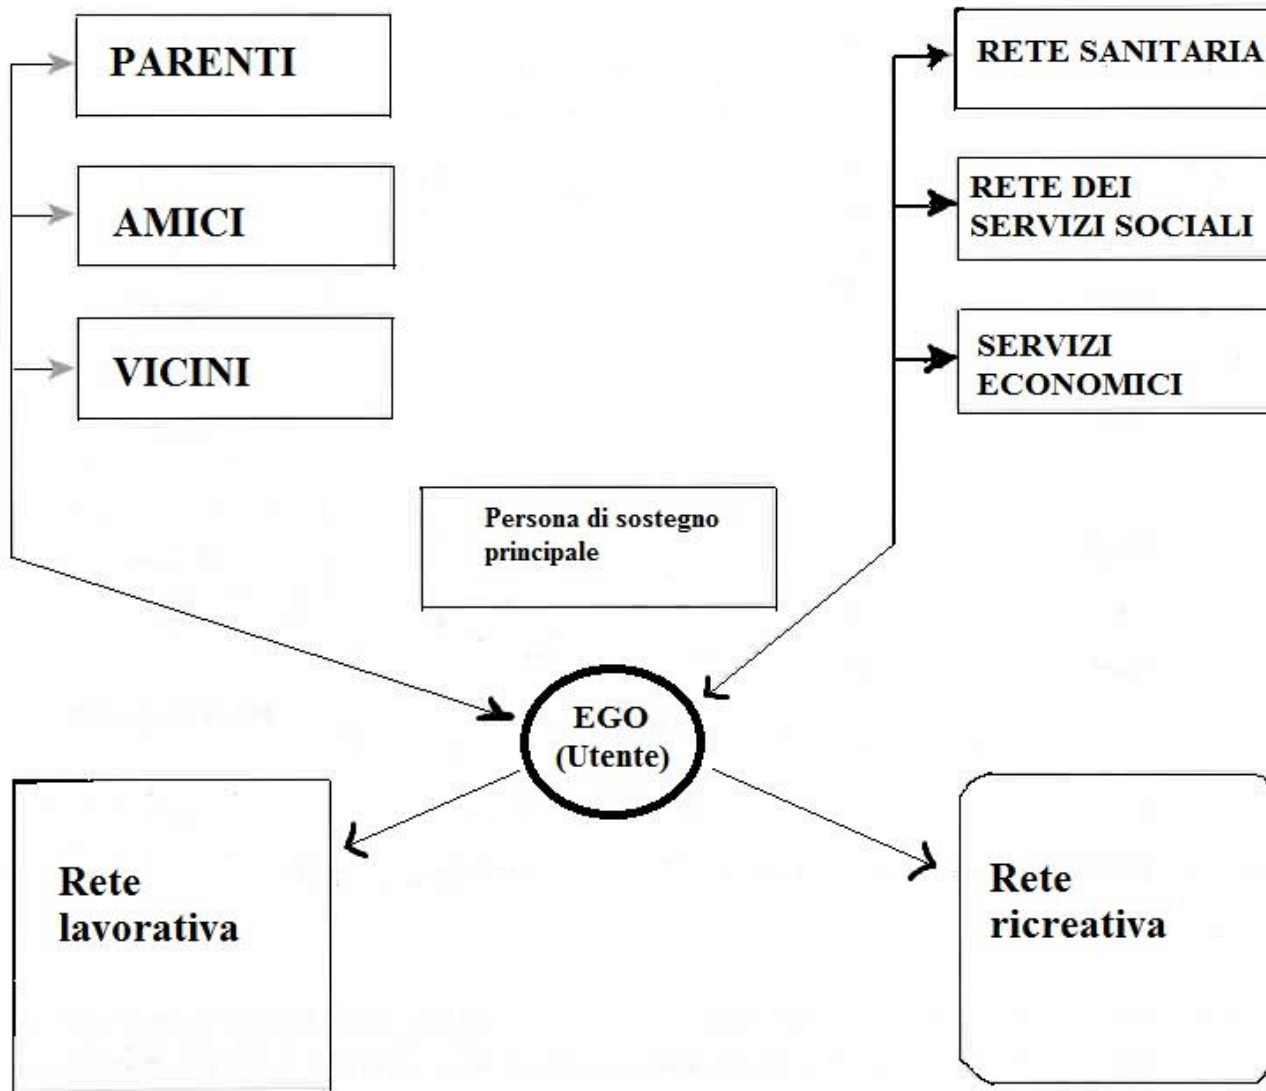 PARENTI
AMICI
VICINI
RETE SANITARIA
RETE DEI
SERVIZI SOCIALI
SERVIZI
ECONOMICI
Persona di sostegno
principale
EGO
(Utente)
Rete
lavorativa
Rete
ricreativa